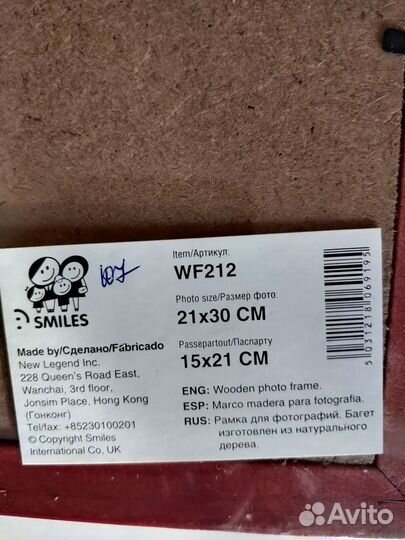 SMILES
Made by/Сделано/Fábricado
New Legend Inc.
228 Queen's Road East,
Wanchai, 3rd floor,
Jonsim Place, Hong Kong
(Гонконг)
Tel/fax: +85230100201
© Copyright Smiles
International Co, UK
Item/Артикул:
WF212
Photo size/Размер фото:
21x30 CM
Passepartout/Паспарту
15x21 CM
ENG: Wooden photo frame.
ESP: Marco madera para fotografia.
RUS: Рамка для фотографий. Багет
изготовлен из натурального
дерева.
5031218069195
Avito